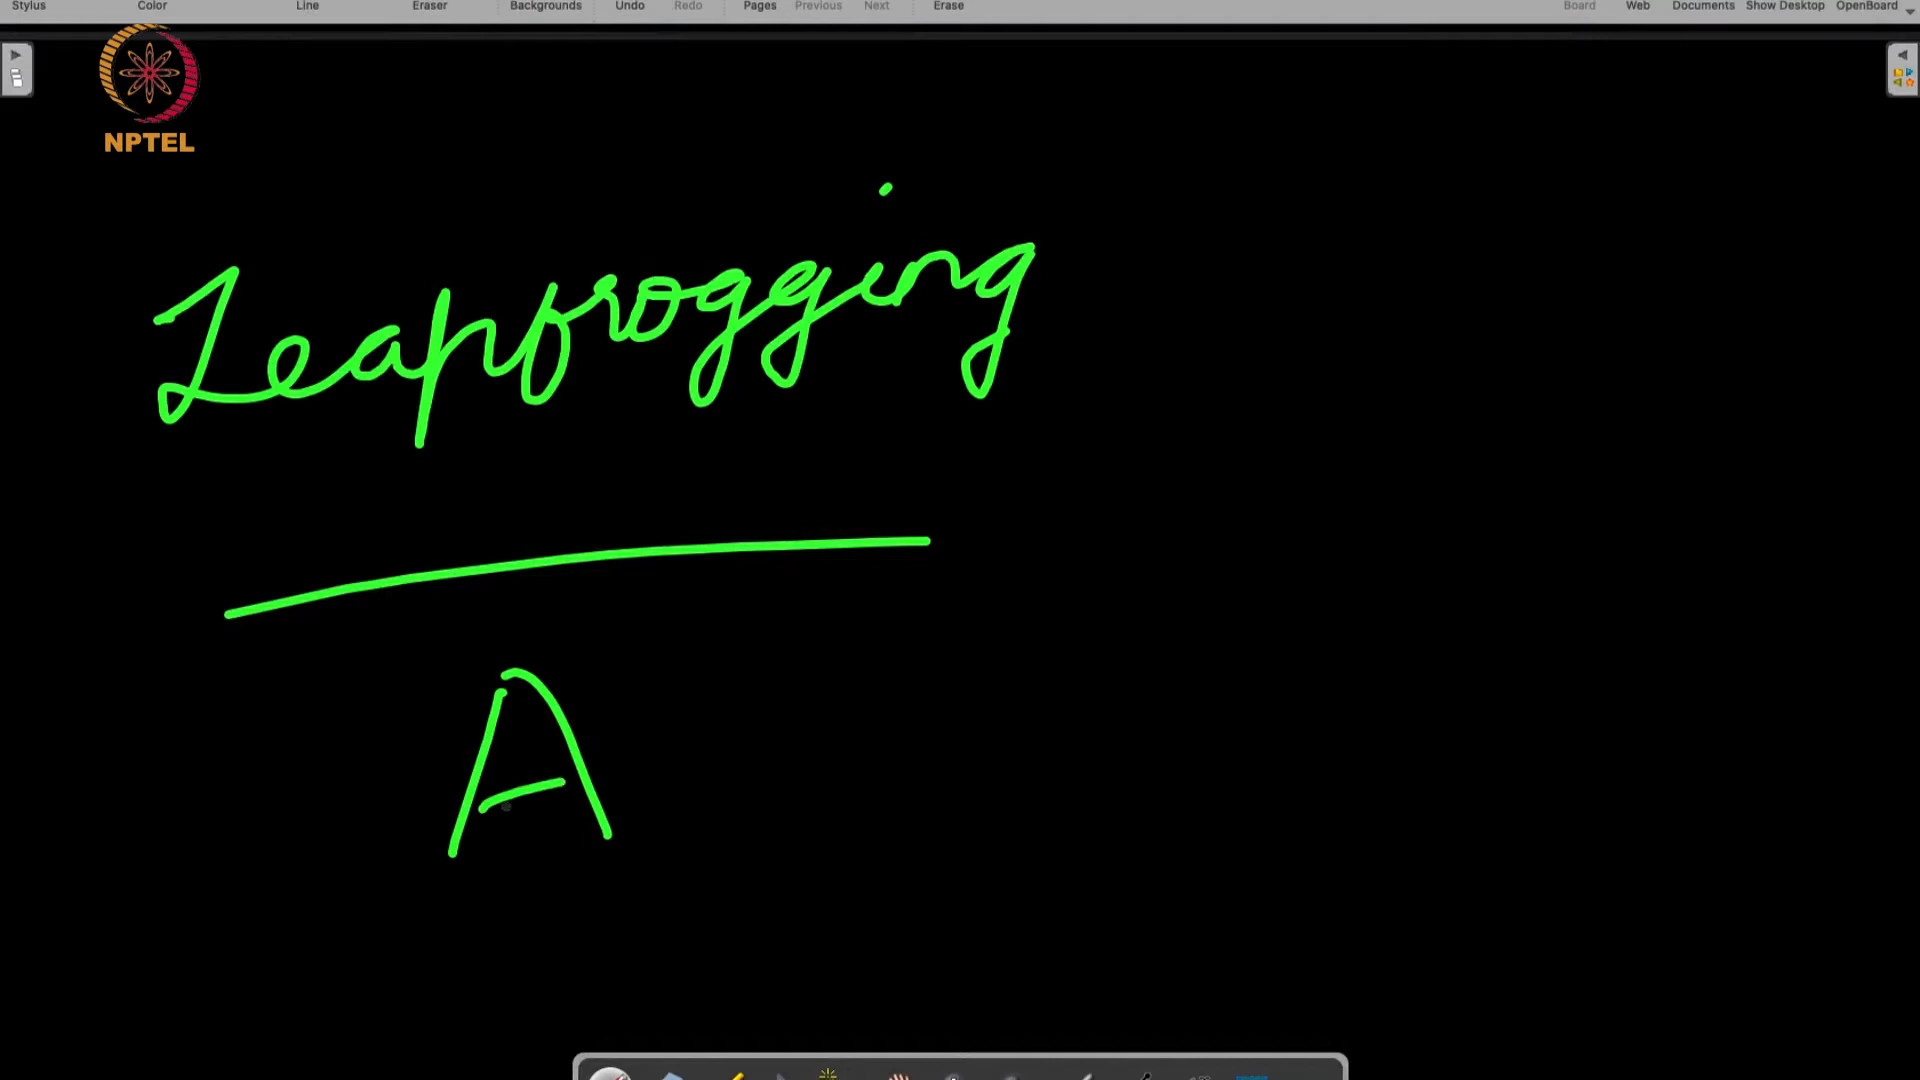 Stylus Color Line Eraser Backgrounds Undo Redo Pages Previous Next Erase Board Web Documents Show Desktop OpenBoard
NPTEL
Leapfrogging
A